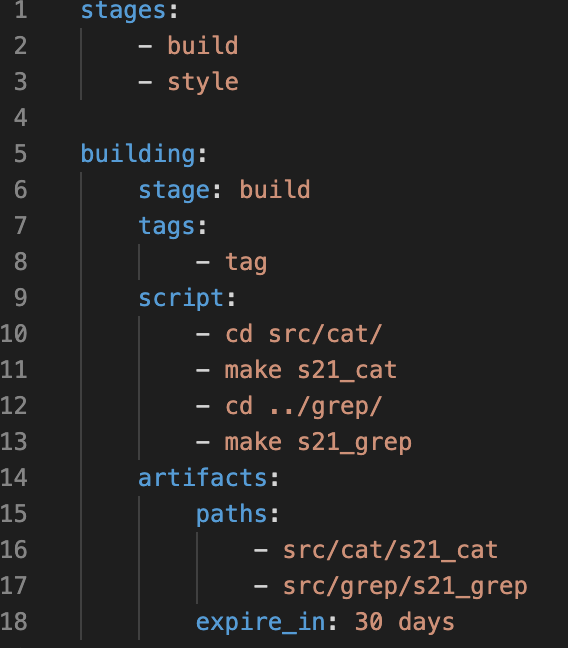 1 stages:
2     - build
3     - style
4
5 building:
6     stage: build
7     tags:
8         - tag
9     script:
10         - cd src/cat/
11         - make s21_cat
12         - cd ../grep/
13         - make s21_grep
14     artifacts:
15         paths:
16             - src/cat/s21_cat
17             - src/grep/s21_grep
18         expire_in: 30 days